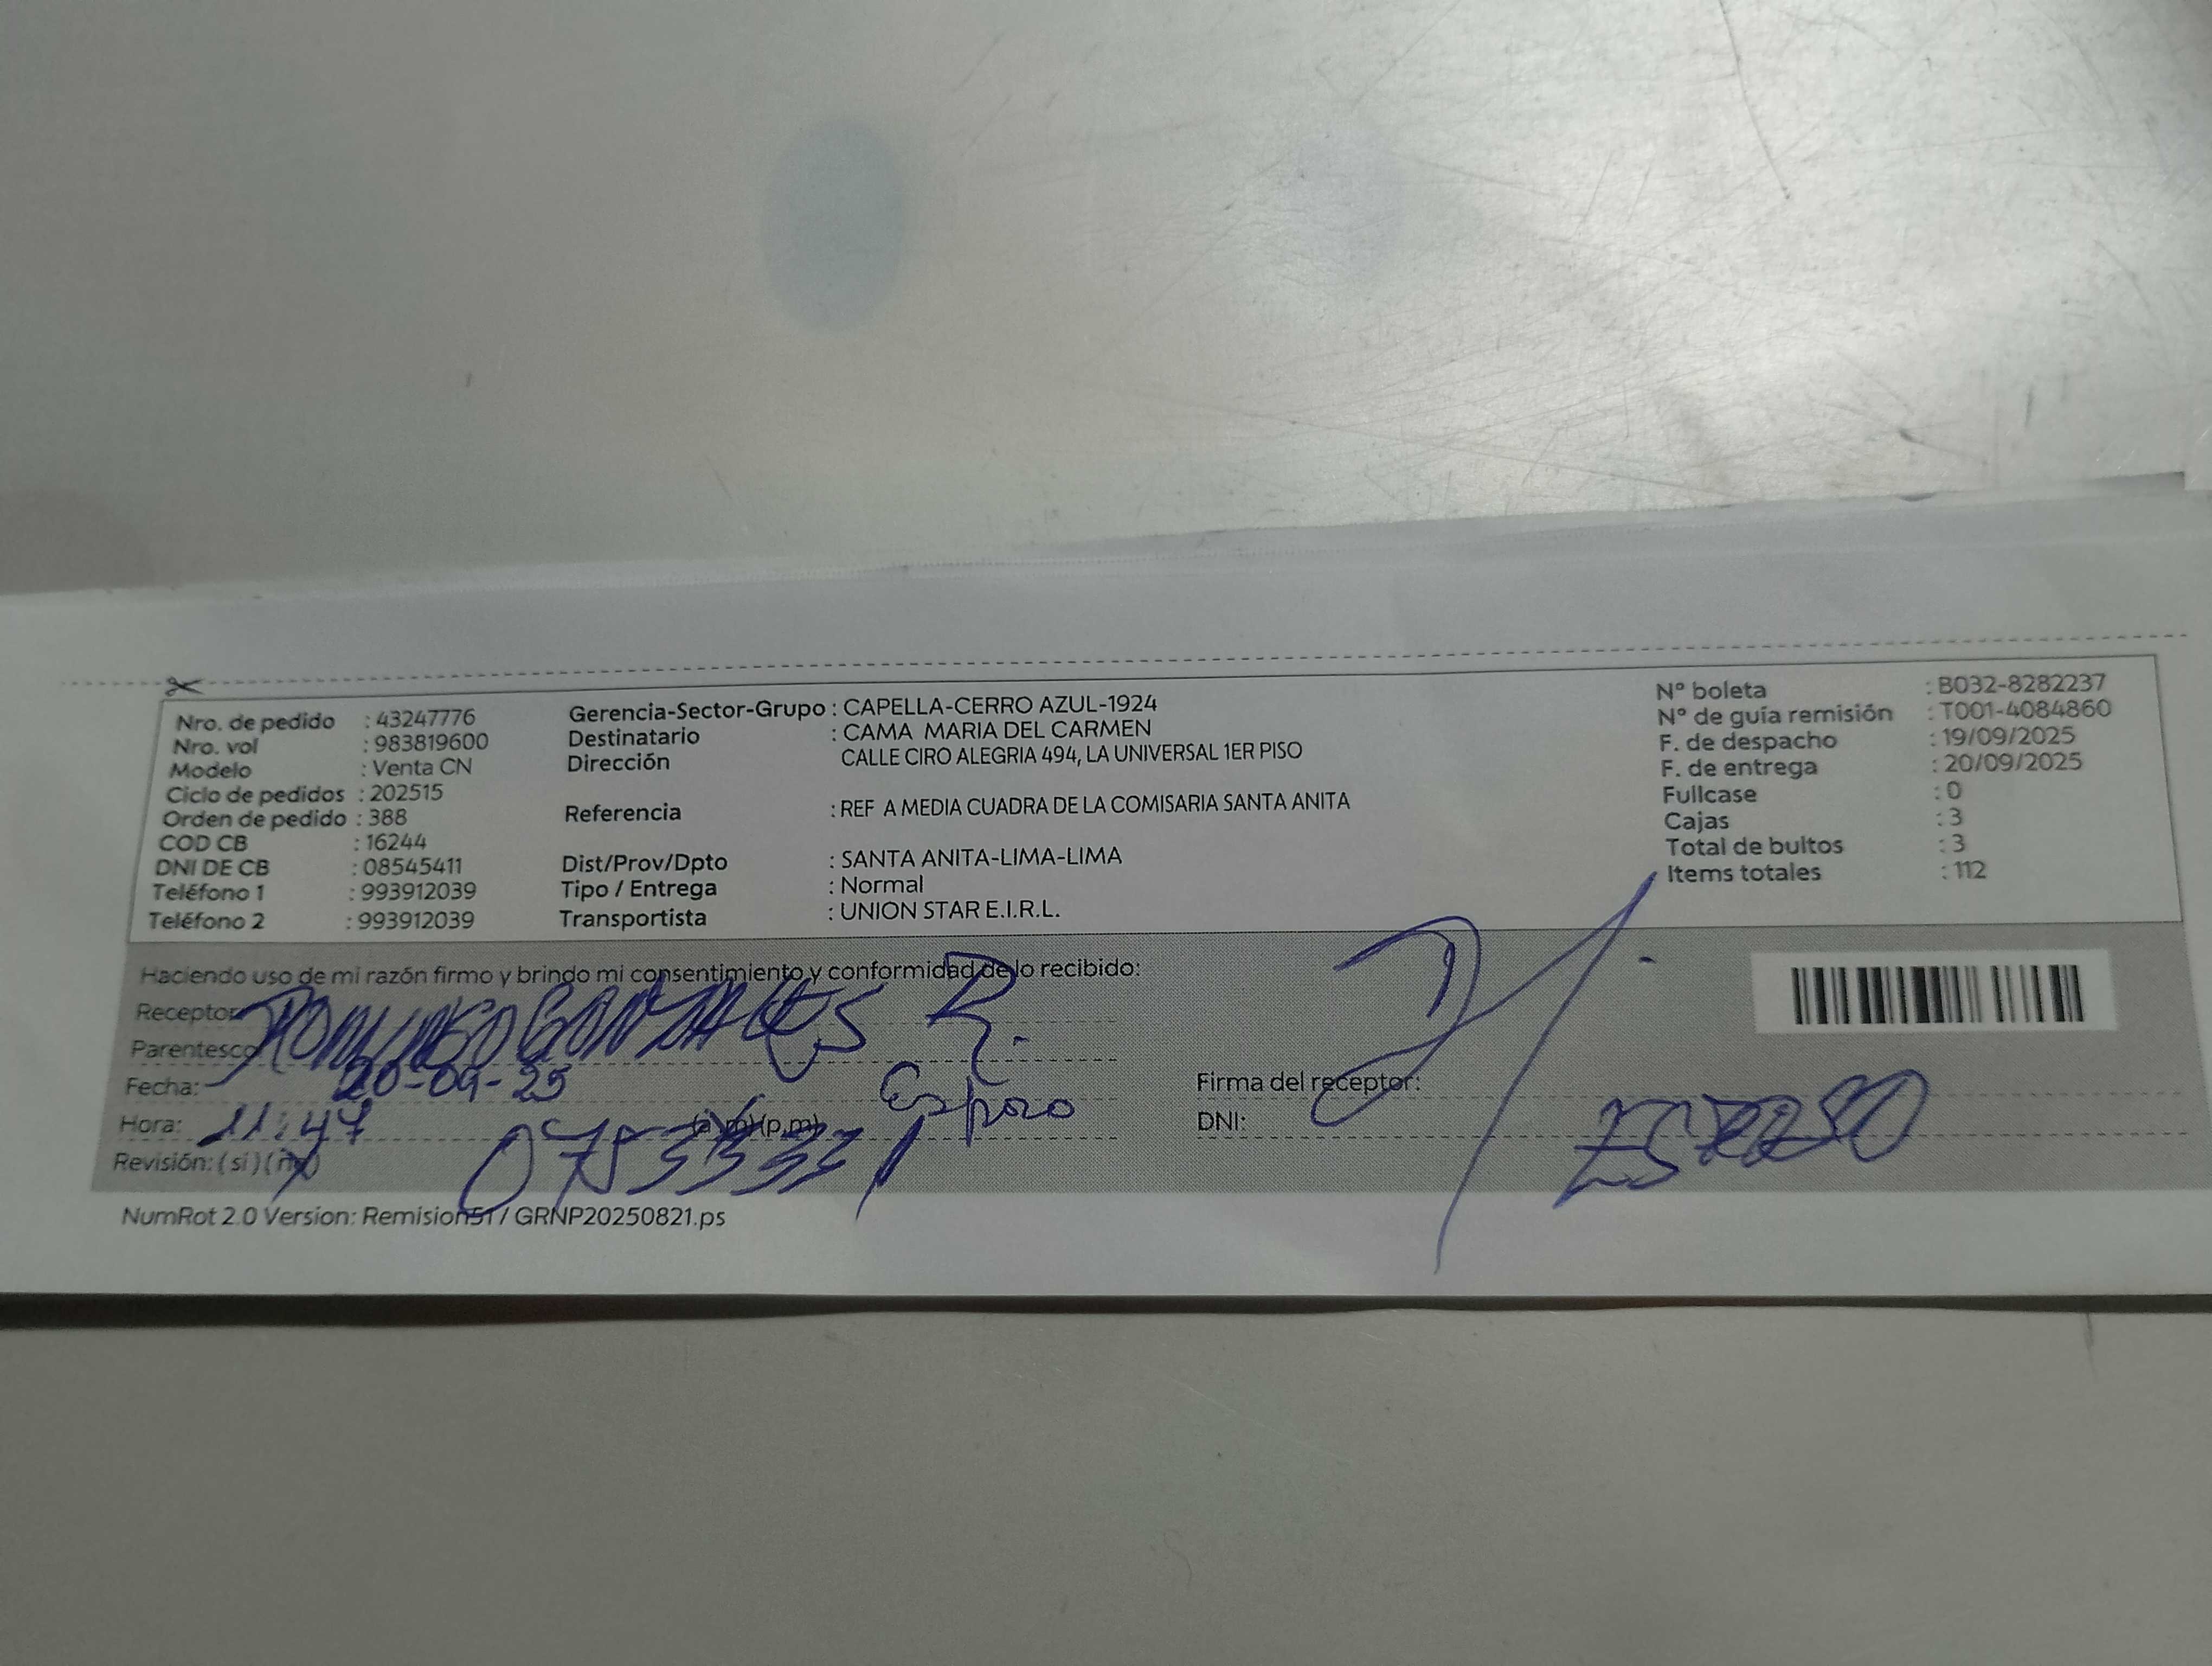 Nro. de pedido : 43247776
Nro. vol : 983819600
Modelo : Venta CN
Ciclo de pedidos : 202515
Orden de pedido : 388
COD CB : 16244
DNI DE CB : 08545411
Teléfono 1 : 993912039
Teléfono 2 : 993912039
Gerencia-Sector-Grupo : CAPELLA-CERRO AZUL-1924
Destinatario : CAMA MARIA DEL CARMEN
Dirección CALLE CIRO ALEGRIA 494, LA UNIVERSAL 1ER PISO
Referencia : REF A MEDIA CUADRA DE LA COMISARIA SANTA ANITA
Dist/Prov/Dpto : SANTA ANITA-LIMA-LIMA
Tipo / Entrega : Normal
Transportista : UNION STAR E.I.R.L.
N° boleta : B032-8282237
N° de guía remisión : T001-4084860
F. de despacho : 19/09/2025
F. de entrega : 20/09/2025
Fullcase : 0
Cajas : 3
Total de bultos : 3
Items totales : 112
Haciendo uso de mi razón firmo y brindo mi consentimiento y conformidad de lo recibido:
Receptor: R.
Parentesco:
Fecha: 20-09-25
Esposo
Hora: 11:47 (a.m)(p.m)
Revisión: (si)(no)
Firma del receptor:
DNI:
NumRot 2.0 Version: Remision51 / GRNP20250821.ps